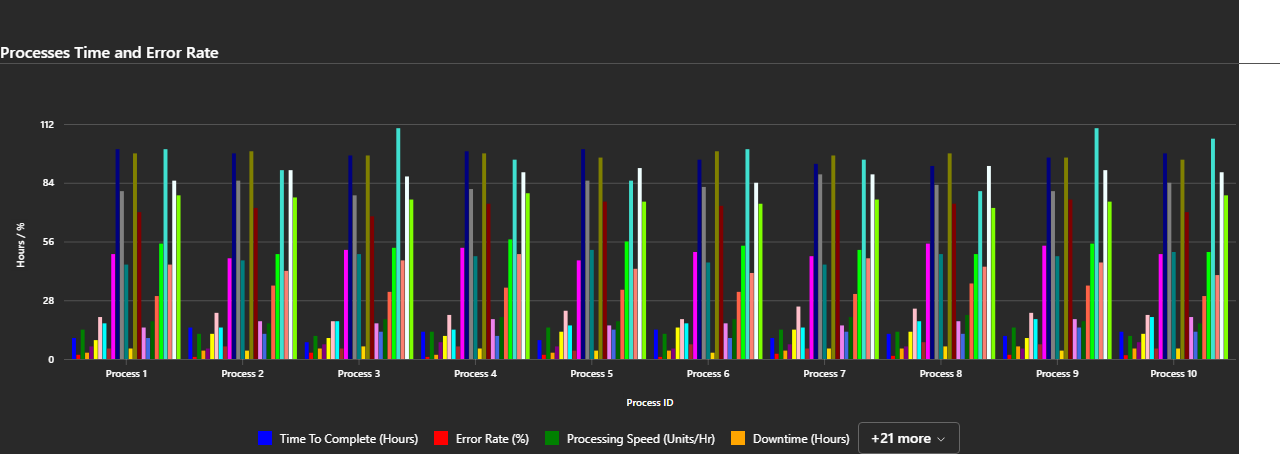 Processes Time and Error Rate
112
84
56
28
0
Hours / %
Process 1 Process 2 Process 3 Process 4 Process 5 Process 6 Process 7 Process 8 Process 9 Process 10
Process ID
Time To Complete (Hours) Error Rate (%) Processing Speed (Units/Hr) Downtime (Hours) +21 more